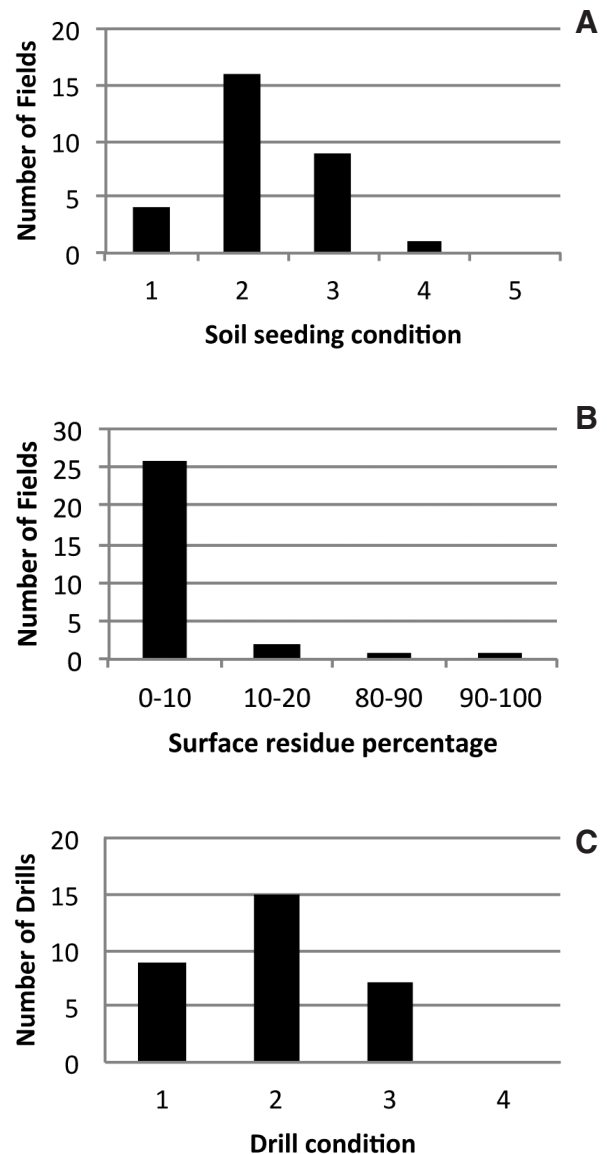 A
Number of Fields
20
15
10
5
0
1 2 3 4 5
Soil seeding condition
B
Number of Fields
30
25
20
15
10
5
0
0-10 10-20 80-90 90-100
Surface residue percentage
C
Number of Drills
20
15
10
5
0
1 2 3 4
Drill condition